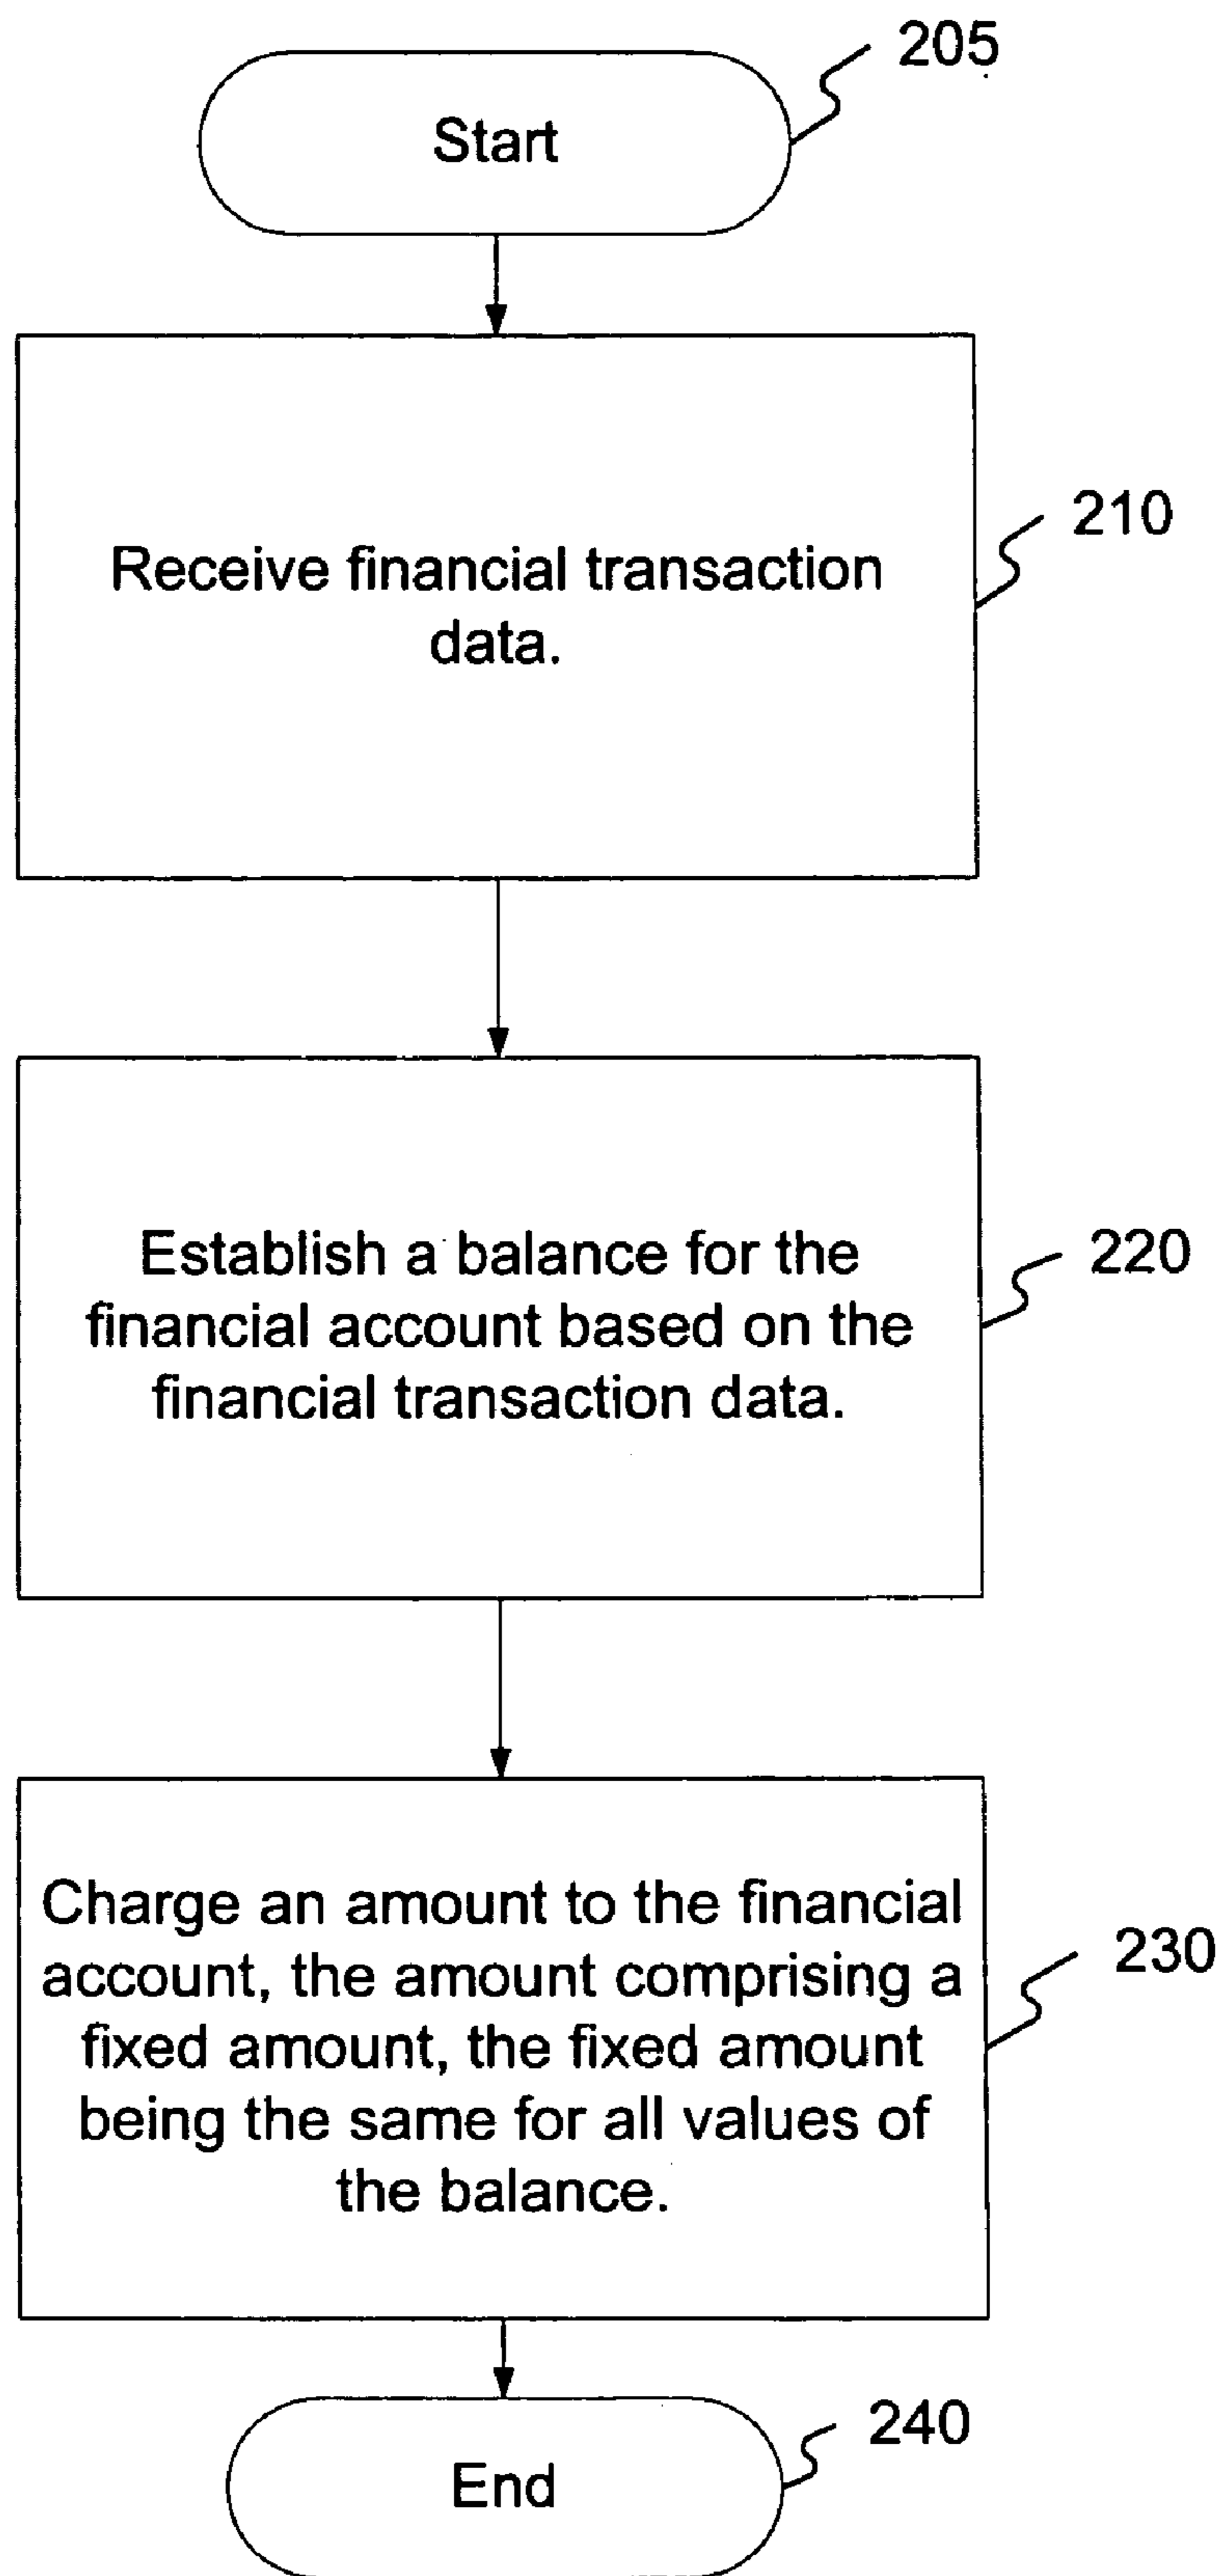 205
Start
210
Receive financial transaction
data.
220
Establish a balance for the
financial account based on the
financial transaction data.
230
Charge an amount to the financial
account, the amount comprising a
fixed amount, the fixed amount
being the same for all values of
the balance.
240
End